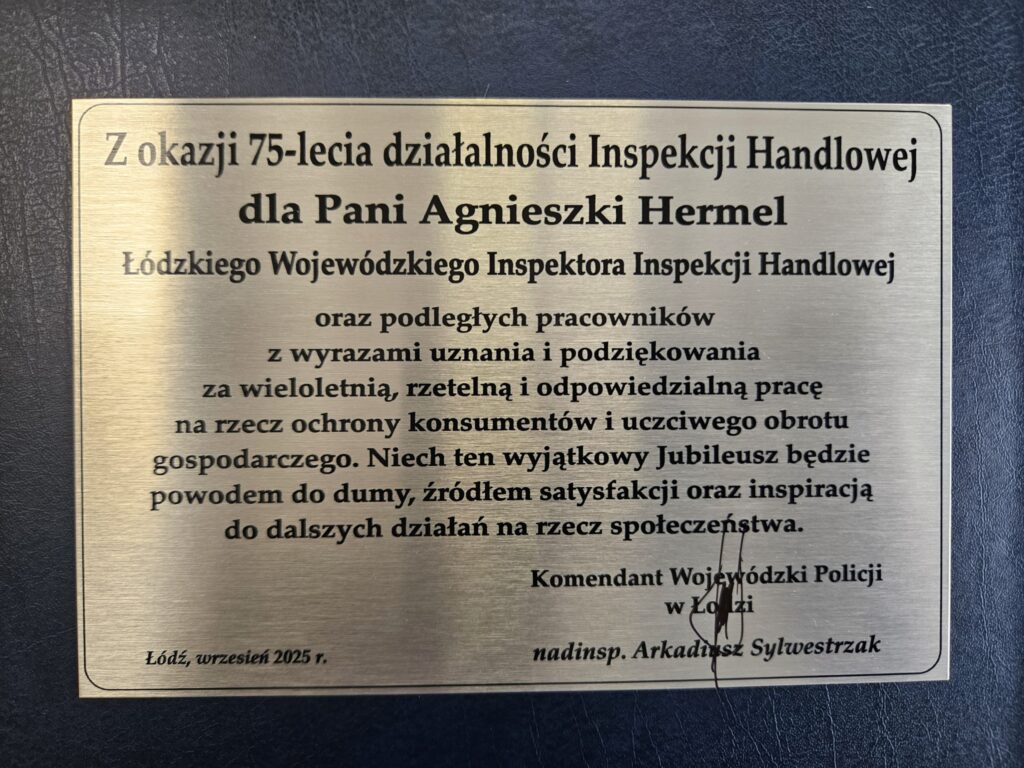 Z okazji 75-lecia działalności Inspekcji Handlowej
dla Pani Agnieszki Hermel
Łódzkiego Wojewódzkiego Inspektora Inspekcji Handlowej
oraz podległych pracowników
z wyrazami uznania i podziękowania
za wieloletnią, rzetelną i odpowiedzialną pracę
na rzecz ochrony konsumentów i uczciwego obrotu
gospodarczego. Niech ten wyjątkowy Jubileusz będzie
powodem do dumy, źródłem satysfakcji oraz inspiracją
do dalszych działań na rzecz społeczeństwa.
Komendant Wojewódzki Policji
w Łodzi
nadinsp. Arkadiusz Sylwestrzak
Łódź, wrzesień 2025 r.